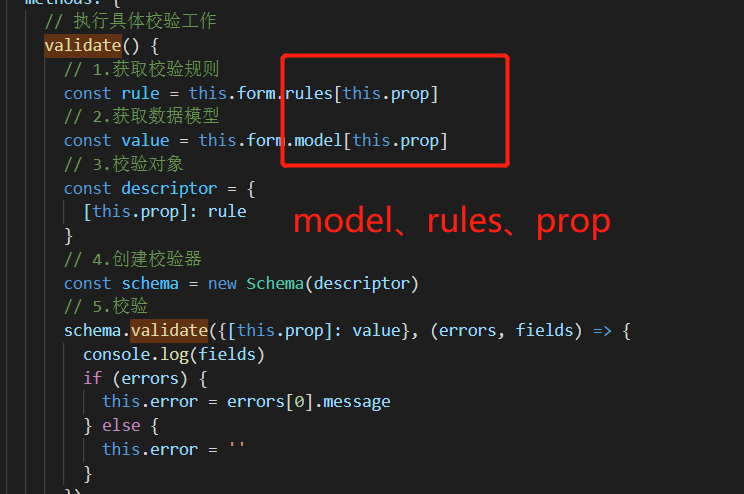 methods: {
// 执行具体校验工作
validate() {
// 1.获取校验规则
const rule = this.form.rules[this.prop]
// 2.获取数据模型
const value = this.form.model[this.prop]
// 3.校验对象
const descriptor = {
[this.prop]: rule
}
model、rules、prop
// 4.创建校验器
const schema = new Schema(descriptor)
// 5.校验
schema.validate({[this.prop]: value}, (errors, fields) => {
console.log(fields)
if (errors) {
this.error = errors[0].message
} else {
this.error = ''
}
})